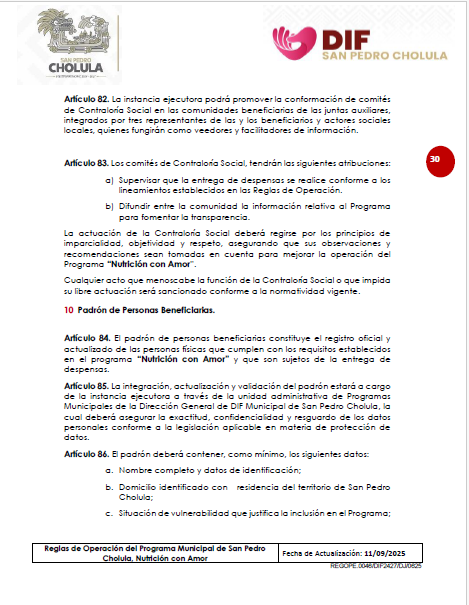 SAN PEDRO
CHOLULA
DIF
SAN PEDRO CHOLULA
Artículo 82. La instancia ejecutora podrá promover la conformación de comités
de Contraloría Social en las comunidades beneficiarias de las juntas auxiliares,
integrados por tres representantes de las y los beneficiarios y actores sociales
locales, quienes fungirán como veedores y facilitadores de información.
30
Artículo 83. Los comités de Contraloría Social, tendrán las siguientes atribuciones:
a) Supervisar que la entrega de despensas se realice conforme a los
lineamientos establecidos en las Reglas de Operación.
b) Difundir entre la comunidad la información relativa al Programa
para fomentar la transparencia.
La actuación de la Contraloría Social deberá regirse por los principios de
imparcialidad, objetividad y respeto, asegurando que sus observaciones y
recomendaciones sean tomadas en cuenta para mejorar la operación del
Programa "Nutrición con Amor".
Cualquier acto que menoscabe la función de la Contraloría Social o que impida
su libre actuación será sancionado conforme a la normatividad vigente.
10 Padrón de Personas Beneficiarias.
Artículo 84. El padrón de personas beneficiarias constituye el registro oficial y
actualizado de las personas físicas que cumplen con los requisitos establecidos
en el programa "Nutrición con Amor" y que son sujetos de la entrega de
despensas.
Artículo 85. La integración, actualización y validación del padrón estará a cargo
de la instancia ejecutora a través de la unidad administrativa de Programas
Municipales de la Dirección General de DIF Municipal de San Pedro Cholula, la
cual deberá asegurar la exactitud, confidencialidad y resguardo de los datos
personales conforme a la legislación aplicable en materia de protección de
datos.
Artículo 86. El padrón deberá contener, como mínimo, los siguientes datos:
a. Nombre completo y datos de identificación;
b. Domicilio identificado con residencia del territorio de San Pedro
Cholula;
c. Situación de vulnerabilidad que justifica la inclusión en el Programa;
Reglas de Operación del Programa Municipal de San Pedro
Cholula, Nutrición con Amor
Fecha de Actualización: 11/09/2025
REGOPE.0046/DIF2427/DJ/0625